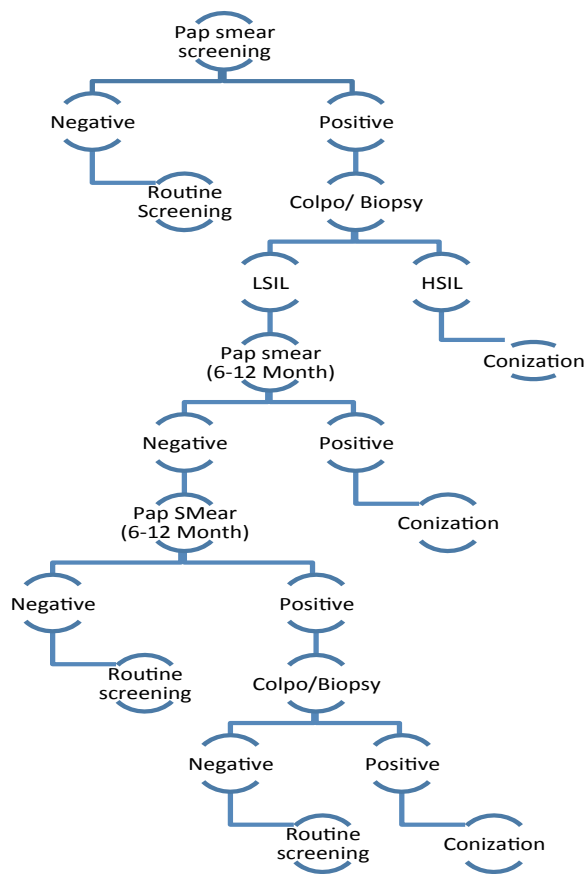 Pap smear
screening
Negative
Positive
Routine
Screening
Colpo/ Biopsy
LSIL
HSIL
Pap smear
(6-12 Month)
Conization
Negative
Positive
Pap SMear
(6-12 Month)
Conization
Negative
Positive
Routine
screening
Colpo/Biopsy
Negative
Positive
Routine
screening
Conization